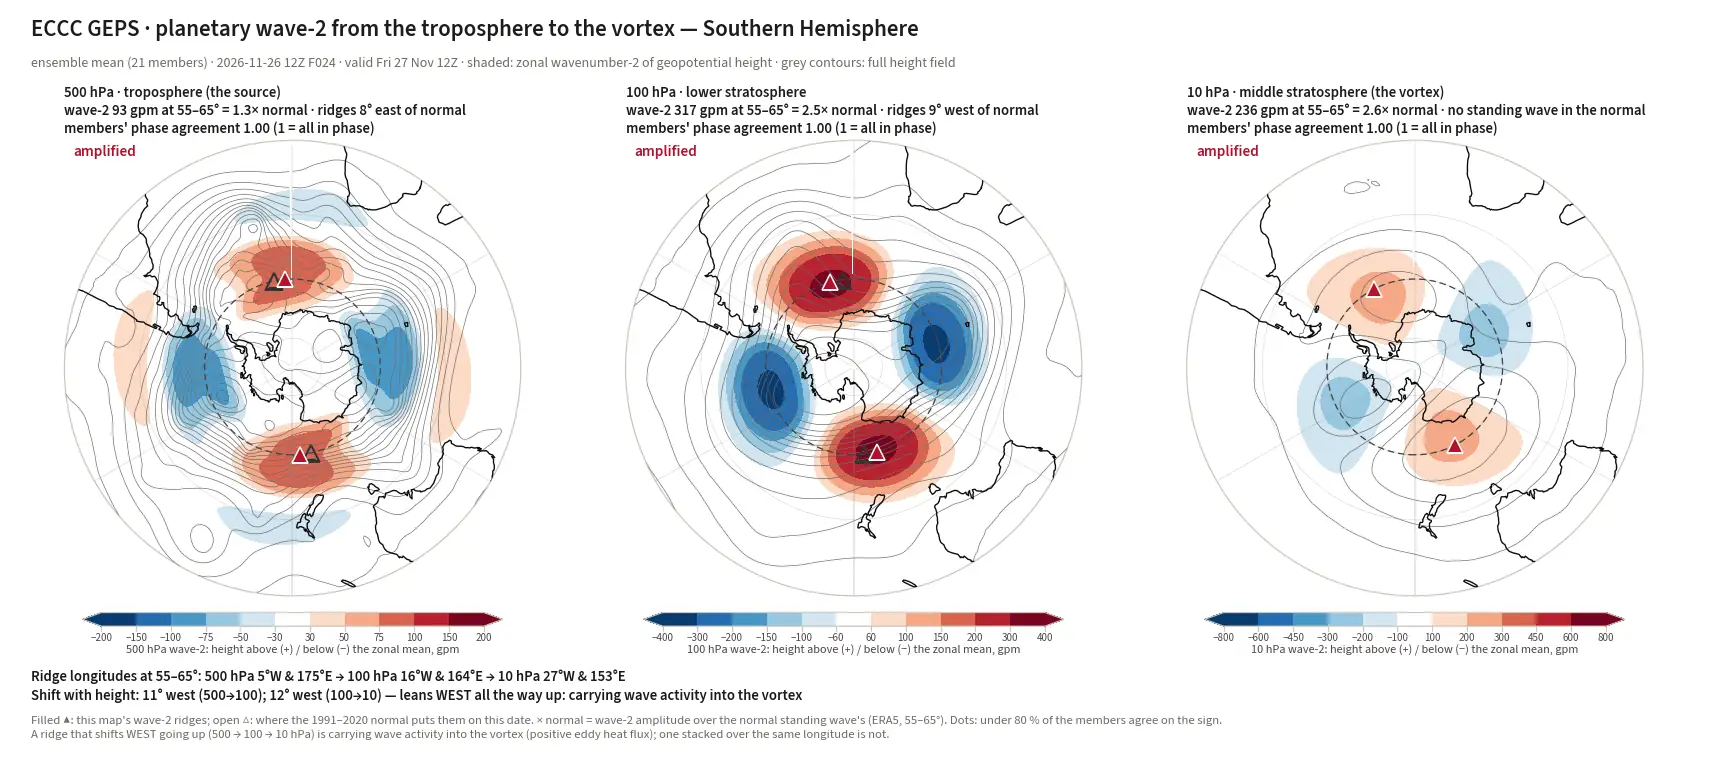 ECCC GEPS · planetary wave-2 from the troposphere to the vortex — Southern Hemisphere
ensemble mean (21 members) · 2026-11-26 12Z F024 · valid Fri 27 Nov 12Z · shaded: zonal wavenumber-2 of geopotential height · grey contours: full height field
500 hPa · troposphere (the source)
wave-2 93 gpm at 55–65° = 1.3× normal · ridges 8° east of normal
members' phase agreement 1.00 (1 = all in phase)
amplified
100 hPa · lower stratosphere
wave-2 317 gpm at 55–65° = 2.5× normal · ridges 9° west of normal
members' phase agreement 1.00 (1 = all in phase)
amplified
10 hPa · middle stratosphere (the vortex)
wave-2 236 gpm at 55–65° = 2.6× normal · no standing wave in the normal
members' phase agreement 1.00 (1 = all in phase)
amplified
−200 −150 −100 −75 −50 −30 30 50 75 100 150 200
500 hPa wave-2: height above (+) / below (−) the zonal mean, gpm
−400 −300 −200 −150 −100 −60 60 100 150 200 300 400
100 hPa wave-2: height above (+) / below (−) the zonal mean, gpm
−800 −600 −450 −300 −200 −100 100 200 300 450 600 800
10 hPa wave-2: height above (+) / below (−) the zonal mean, gpm
Ridge longitudes at 55–65°: 500 hPa 5°W & 175°E → 100 hPa 16°W & 164°E → 10 hPa 27°W & 153°E
Shift with height: 11° west (500→100); 12° west (100→10) — leans WEST all the way up: carrying wave activity into the vortex
Filled ▲: this map's wave-2 ridges; open △: where the 1991–2020 normal puts them on this date. × normal = wave-2 amplitude over the normal standing wave's (ERA5, 55–65°). Dots: under 80 % of the members agree on the sign.
A ridge that shifts WEST going up (500 → 100 → 10 hPa) is carrying wave activity into the vortex (positive eddy heat flux); one stacked over the same longitude is not.